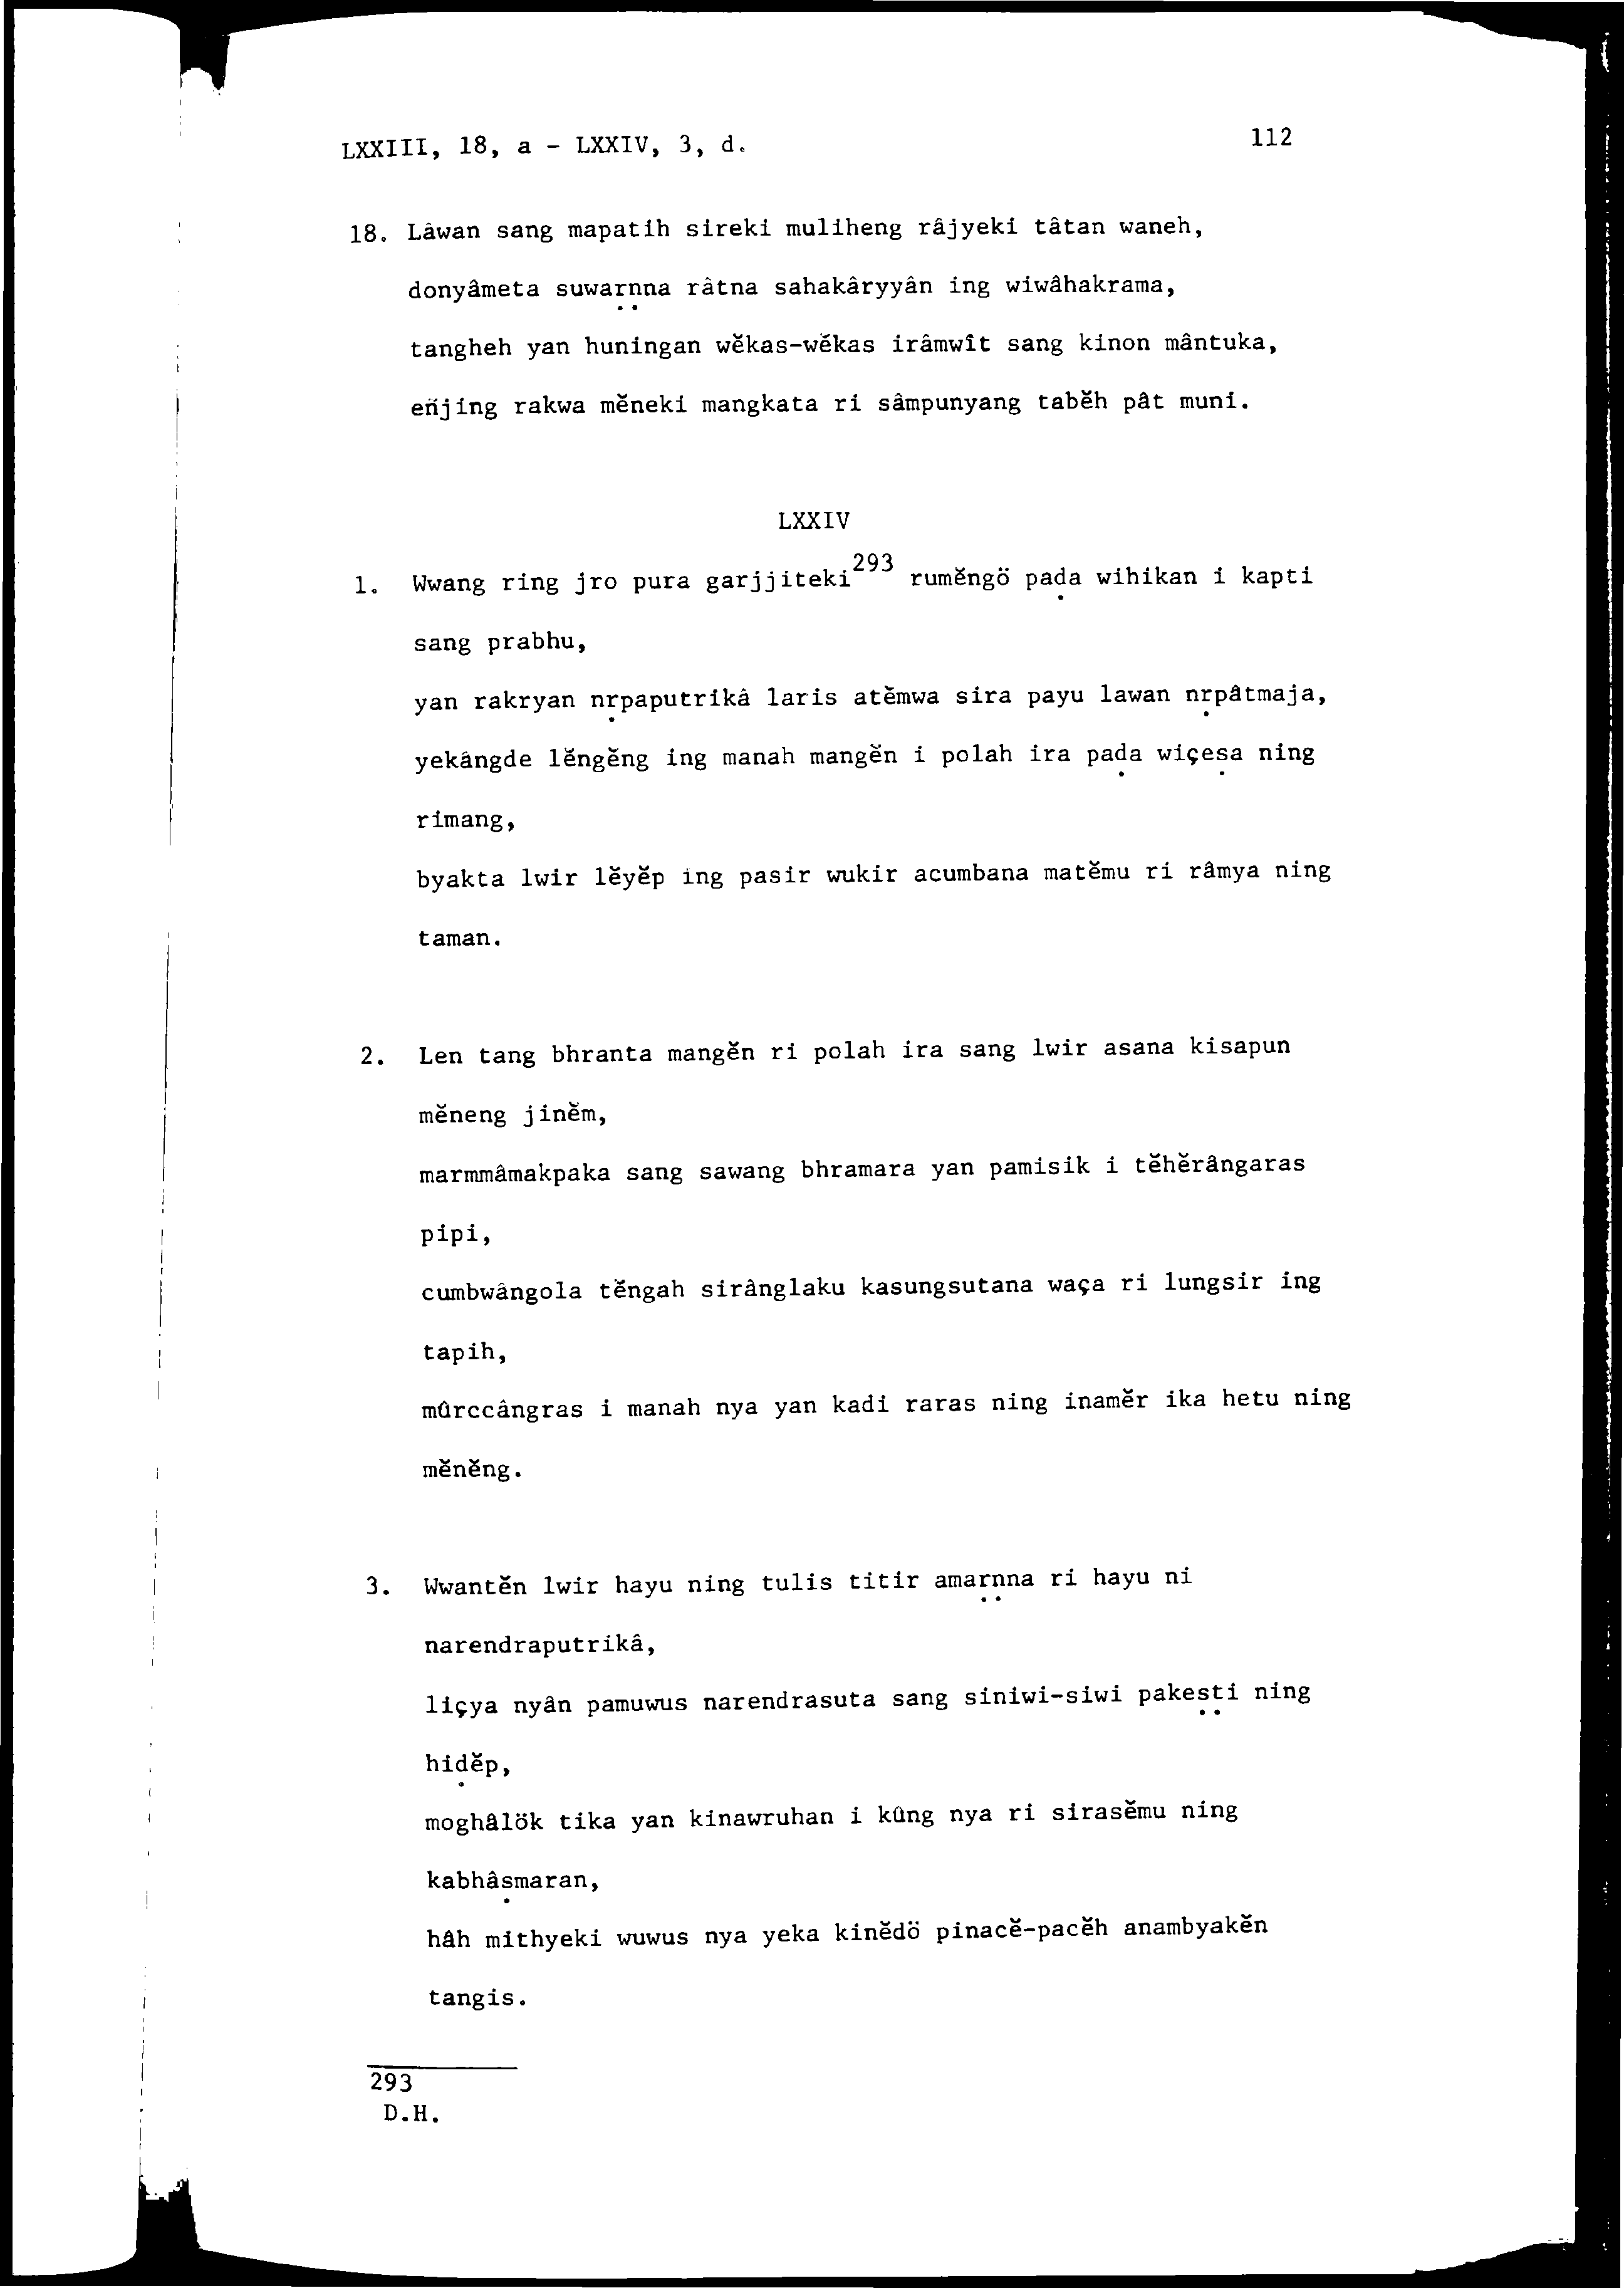 LXXIII, 18, a - LXXIV, 3, d.
112
18. Lâwan sang mapatih sireki muliheng râjyeki tâtan waneh,
donyâmeta suwarṇṇa râtna sahakâryyân ing wiwâhakrama,
tangheh yan huningan wĕkas-wĕkas irâmwît sang kinon mântuka,
eñjing rakwa mĕneki mangkata ri sâmpunyang tabĕh pât muni.
LXXIV
1. Wwang ring jro pura garjjiteki²⁹³ rumĕngö paḍa wihikan i kapti
sang prabhu,
yan rakryan nṛpaputrikâ laris atĕmwa sira payu lawan nṛpâtmaja,
yekângde lĕngĕng ing manah mangĕn i polah ira paḍa wiçeṣa ning
rimang,
byakta lwir lĕyĕp ing pasir wukir acumbana matĕmu ri râmya ning
taman.
2. Len tang bhranta mangĕn ri polah ira sang lwir asana kisapun
mĕneng jinĕm,
marmmâmakpaka sang sawang bhramara yan pamisik i tĕhĕrângaras
pipi,
cumbwângola tĕngah sirânglaku kasungsutana waça ri lungsir ing
tapih,
mûrccângras i manah nya yan kadi raras ning inamĕr ika hetu ning
mĕnĕng.
3. Wwantĕn lwir hayu ning tulis titir amarṇṇa ri hayu ni
narendraputrikâ,
liçya nyân pamuwus narendrasuta sang siniwi-siwi pakeṣṭi ning
hiḍĕp,
moghâlök tika yan kinawruhan i kûng nya ri sirasĕmu ning
kabhâṣmaran,
hâh mithyeki wuwus nya yeka kinĕdö pinacĕ-pacĕh anambyakĕn
tangis.
293
D.H.